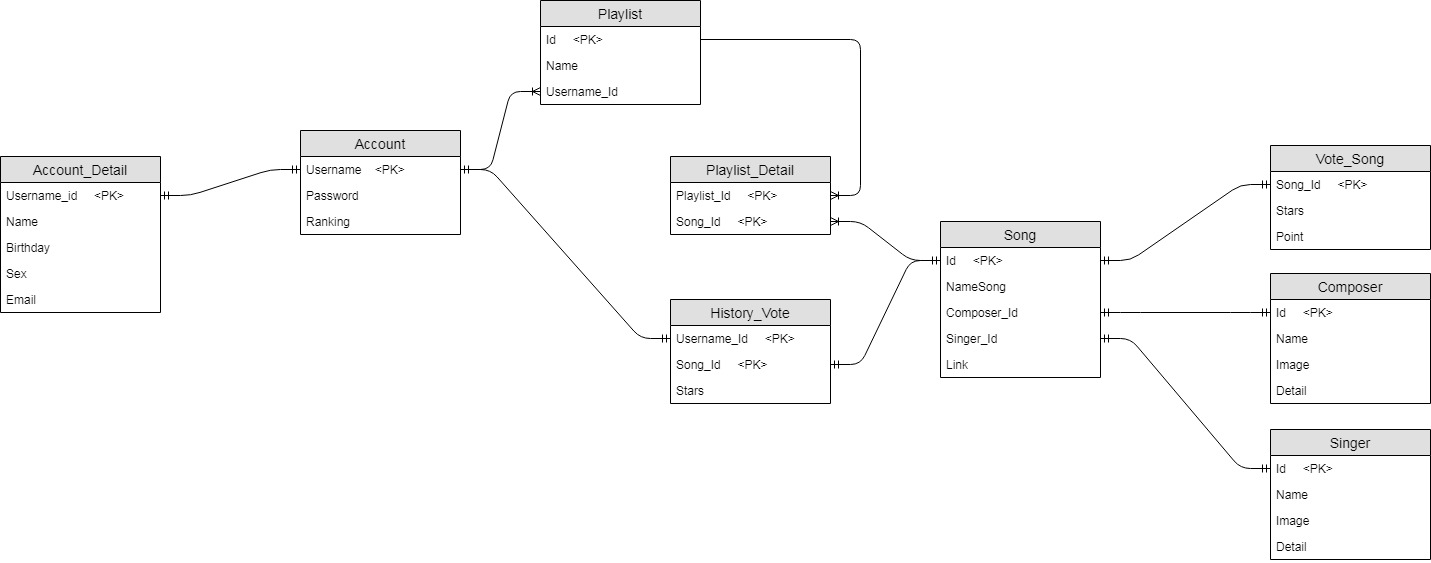 Playlist
Id <PK>
Name
Username_Id
Account
Username <PK>
Password
Ranking
Account_Detail
Username_id <PK>
Name
Birthday
Sex
Email
Playlist_Detail
Playlist_Id <PK>
Song_Id <PK>
History_Vote
Username_Id <PK>
Song_Id <PK>
Stars
Song
Id <PK>
NameSong
Composer_Id
Singer_Id
Link
Vote_Song
Song_Id <PK>
Stars
Point
Composer
Id <PK>
Name
Image
Detail
Singer
Id <PK>
Name
Image
Detail